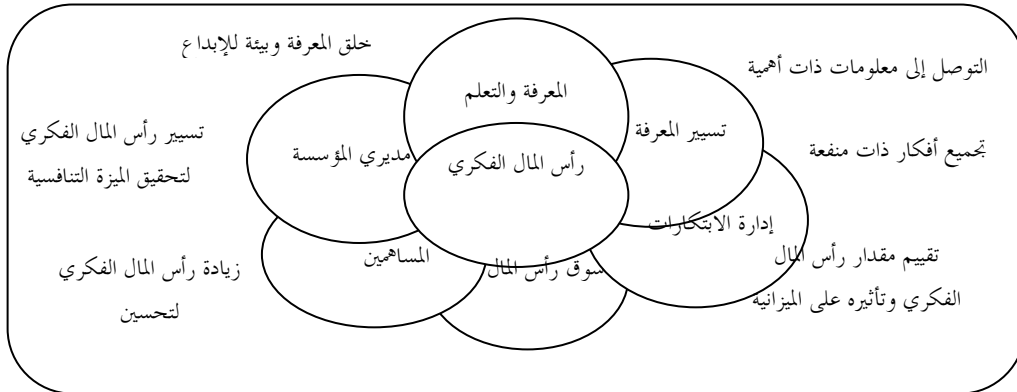 خلق المعرفة وبيئة للإبداع
التوصل إلى معلومات ذات أهمية
المعرفة والتعلم
تسيير المعرفة
تسيير رأس المال الفكري
لتحقيق الميزة التنافسية
مديري المؤسسة
رأس المال الفكري
تجميع أفكار ذات منفعة
إدارة الابتكارات
تقييم مقدار رأس المال
الفكري وتأثيره على الميزانية
المساهمين
سوق رأس المال
زيادة رأس المال الفكري
لتحسين